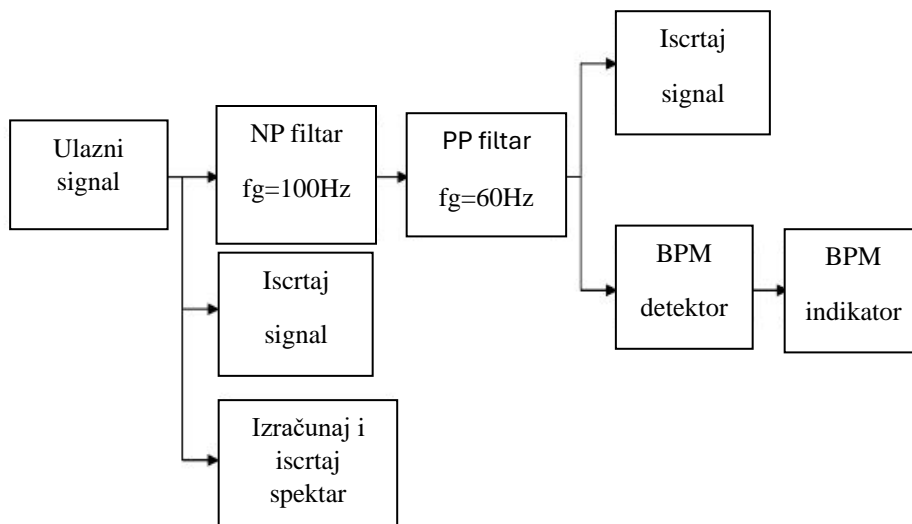 Ulazni
signal
NP filtar
fg=100Hz
PP filtar
fg=60Hz
Iscrtaj
signal
BPM
detektor
BPM
indikator
Iscrtaj
signal
Izračunaj i
iscrtaj
spektar